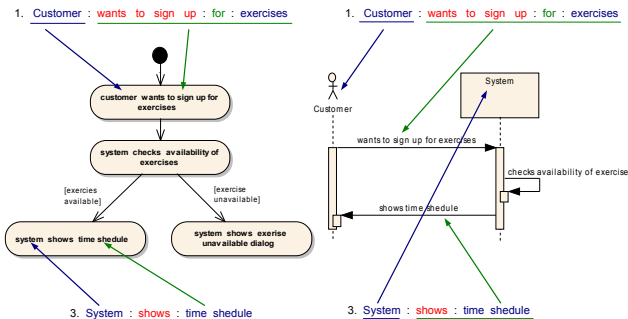 1. Customer : wants to sign up : for : exercises
customer wants to sign up for
exercises
system checks availability of
exercises
[exercies
available]
[exercise
unavailable]
system shows time shedule
system shows exerise
unavailable dialog
3. System : shows : time shedule
1. Customer : wants to sign up : for : exercises
System
Customer
wants to sign up for exercises
checks availability of exercise
shows time shedule
3. System : shows : time shedule